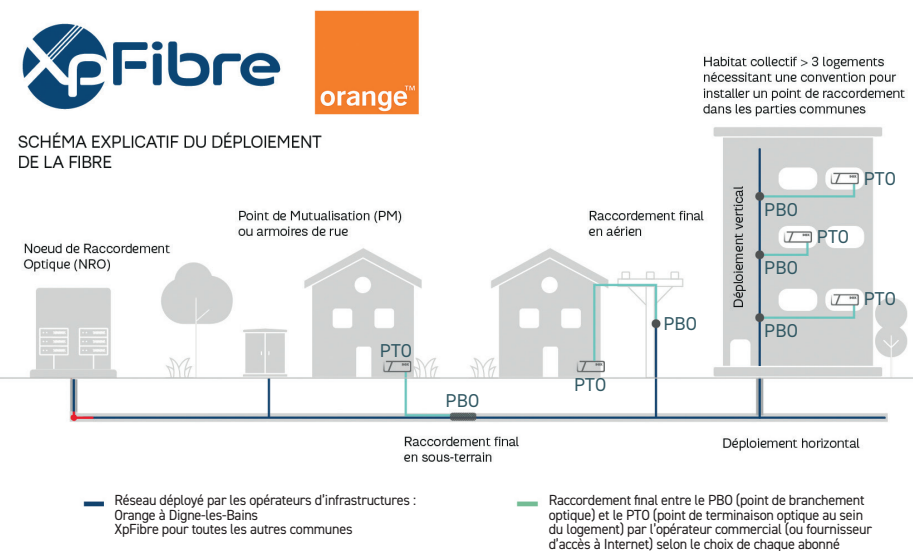 XpFibre
orange™
SCHÉMA EXPLICATIF DU DÉPLOIEMENT
DE LA FIBRE
Habitat collectif > 3 logements
nécessitant une convention pour
installer un point de raccordement
dans les parties communes
Noeud de Raccordement
Optique (NRO)
Point de Mutualisation (PM)
ou armoires de rue
Raccordement final
en aérien
Déploiement vertical
PTO
PBO
PTO
PBO
PTO
PBO
PBO
PTO
PTO
PBO
Raccordement final
en sous-terrain
Déploiement horizontal
Réseau déployé par les opérateurs d'infrastructures :
Orange à Digne-les-Bains
XpFibre pour toutes les autres communes
Raccordement final entre le PBO (point de branchement
optique) et le PTO (point de terminaison optique au sein
du logement) par l'opérateur commercial (ou fournisseur
d'accès à Internet) selon le choix de chaque abonné